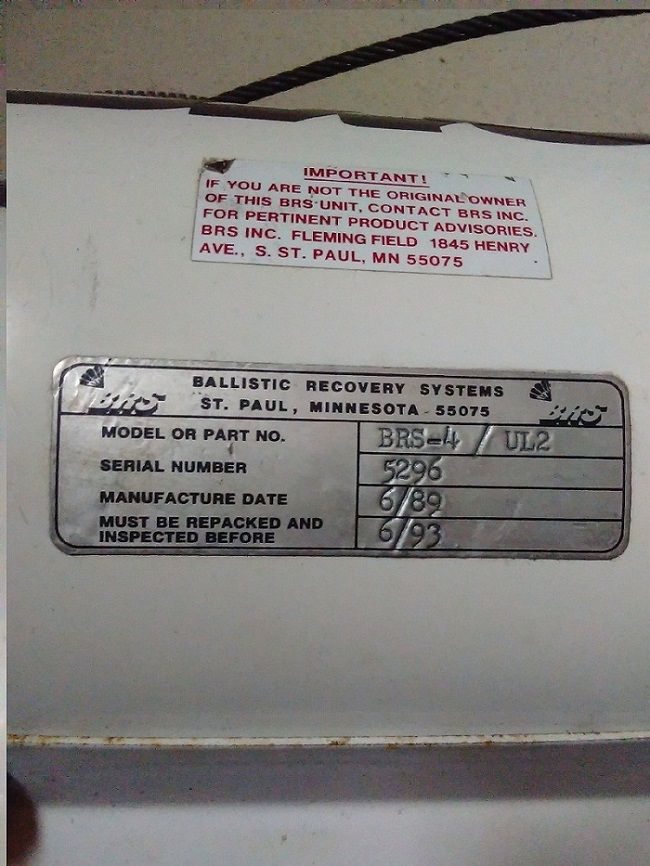 IMPORTANT!
IF YOU ARE NOT THE ORIGINAL OWNER
OF THIS BRS UNIT, CONTACT BRS INC.
FOR PERTINENT PRODUCT ADVISORIES.
BRS INC. FLEMING FIELD 1845 HENRY
AVE., S. ST. PAUL, MN 55075
BALLISTIC RECOVERY SYSTEMS
BRS ST. PAUL, MINNESOTA 55075 BRS
MODEL OR PART NO. BRS-4 / UL2
SERIAL NUMBER 5296
MANUFACTURE DATE 6/89
MUST BE REPACKED AND
INSPECTED BEFORE 6/93